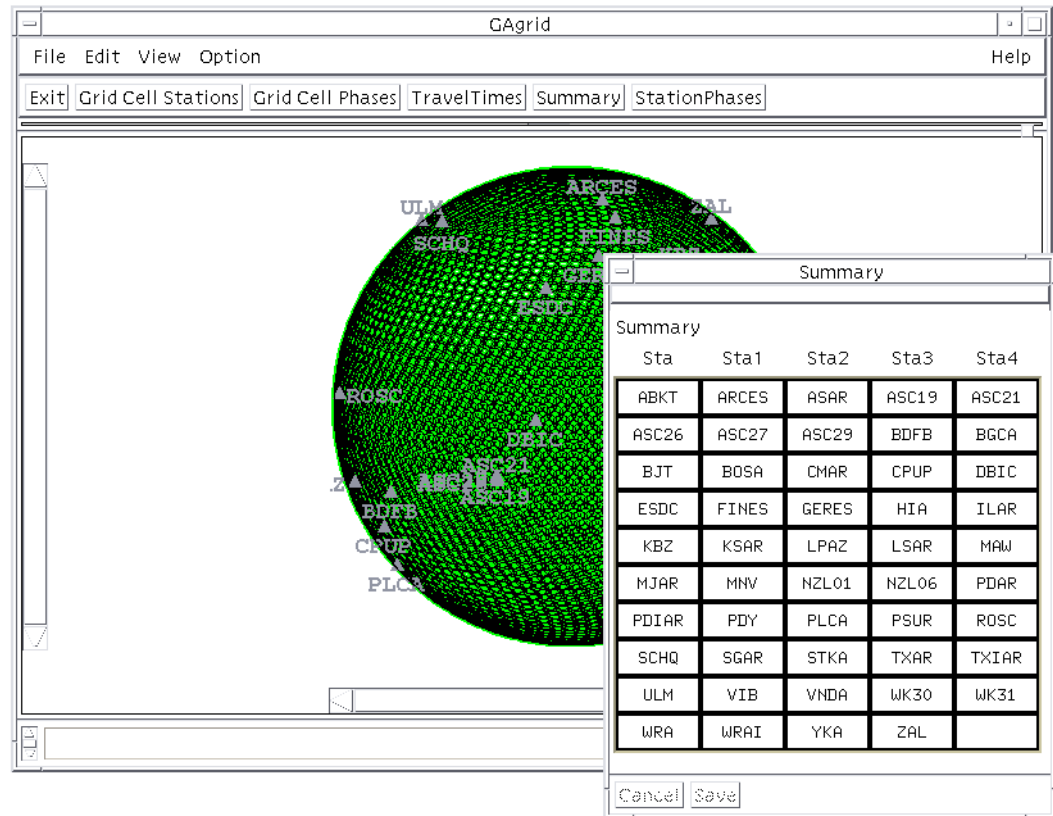 GAgrid
File Edit View Option Help
Exit Grid Cell Stations Grid Cell Phases TravelTimes Summary StationPhases
ARCES
ULM
ZAL
SCHQ
FINES
ESDC
ROSC
DBIC
ASC21
ASC19
BDFB
CPUP
PLCA
Summary
Summary
Sta Sta1 Sta2 Sta3 Sta4
ABKT ARCES ASAR ASC19 ASC21
ASC26 ASC27 ASC29 BDFB BGCA
BJT BOSA CMAR CPUP DBIC
ESDC FINES GERES HIA ILAR
KBZ KSAR LPAZ LSAR MAW
MJAR MNV NZL01 NZL06 PDAR
PDIAR PDY PLCA PSUR ROSC
SCHQ SGAR STKA TXAR TXIAR
ULM VIB VNDA WK30 WK31
WRA WRAI YKA ZAL
Cancel Save